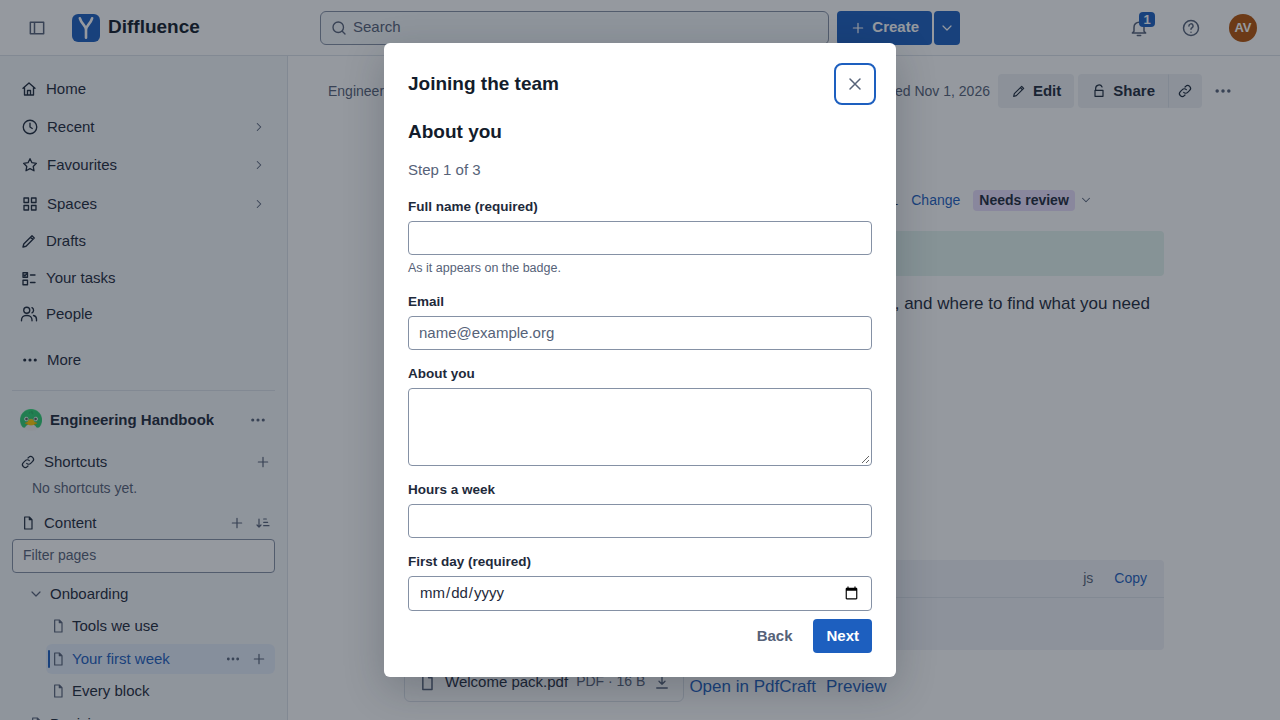 Diffluence
Search
Create
1
AV
Home
Recent
Favourites
Spaces
Drafts
Your tasks
People
More
Engineering Handbook
Shortcuts
No shortcuts yet.
Content
Filter pages
Onboarding
Tools we use
Your first week
Every block
Engineer
ed Nov 1, 2026
Edit
Share
Change
Needs review
, and where to find what you need
js
Copy
Welcome pack.pdf
PDF · 16 B
Open in PdfCraft
Preview
Joining the team
About you
Step 1 of 3
Full name (required)
As it appears on the badge.
Email
name@example.org
About you
Hours a week
First day (required)
mm/dd/yyyy
Back
Next